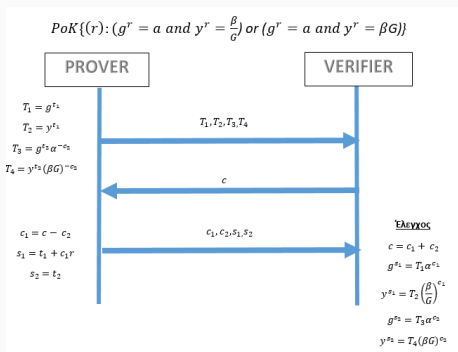 PoK{(r): (g^r = a and y^r = β/G) or (g^r = a and y^r = βG)}
PROVER
VERIFIER
T₁ = g^{t₁}
T₂ = y^{t₁}
T₃ = g^{t₂}α^{-c₂}
T₄ = y^{t₂}(βG)^{-c₂}
T₁,T₂,T₃,T₄
c
c₁ = c − c₂
s₁ = t₁ + c₁r
s₂ = t₂
c₁,c₂,s₁,s₂
Έλεγχος
c = c₁ + c₂
g^{s₁} = T₁α^{c₁}
y^{s₁} = T₂(β/G)^{c₁}
g^{s₂} = T₃α^{c₂}
y^{s₂} = T₄(βG)^{c₂}